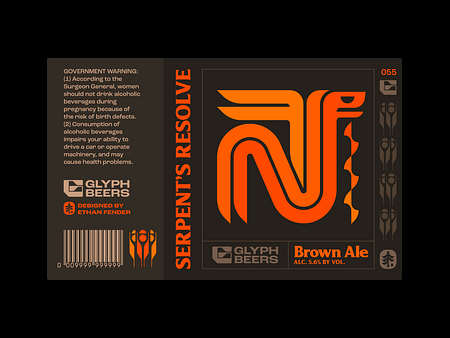 GOVERNMENT WARNING:
(1) According to the
Surgeon General, women
should not drink alcoholic
beverages during
pregnancy because of
the risk of birth defects.
(2) Consumption of
alcoholic beverages
impairs your ability to
drive a car or operate
machinery, and may
cause health problems.
GLYPH
BEERS
DESIGNED BY
ETHAN FENDER
0 009999 999999
SERPENT'S RESOLVE
055
GLYPH
BEERS
Brown Ale
ALC. 5.6% BY VOL.